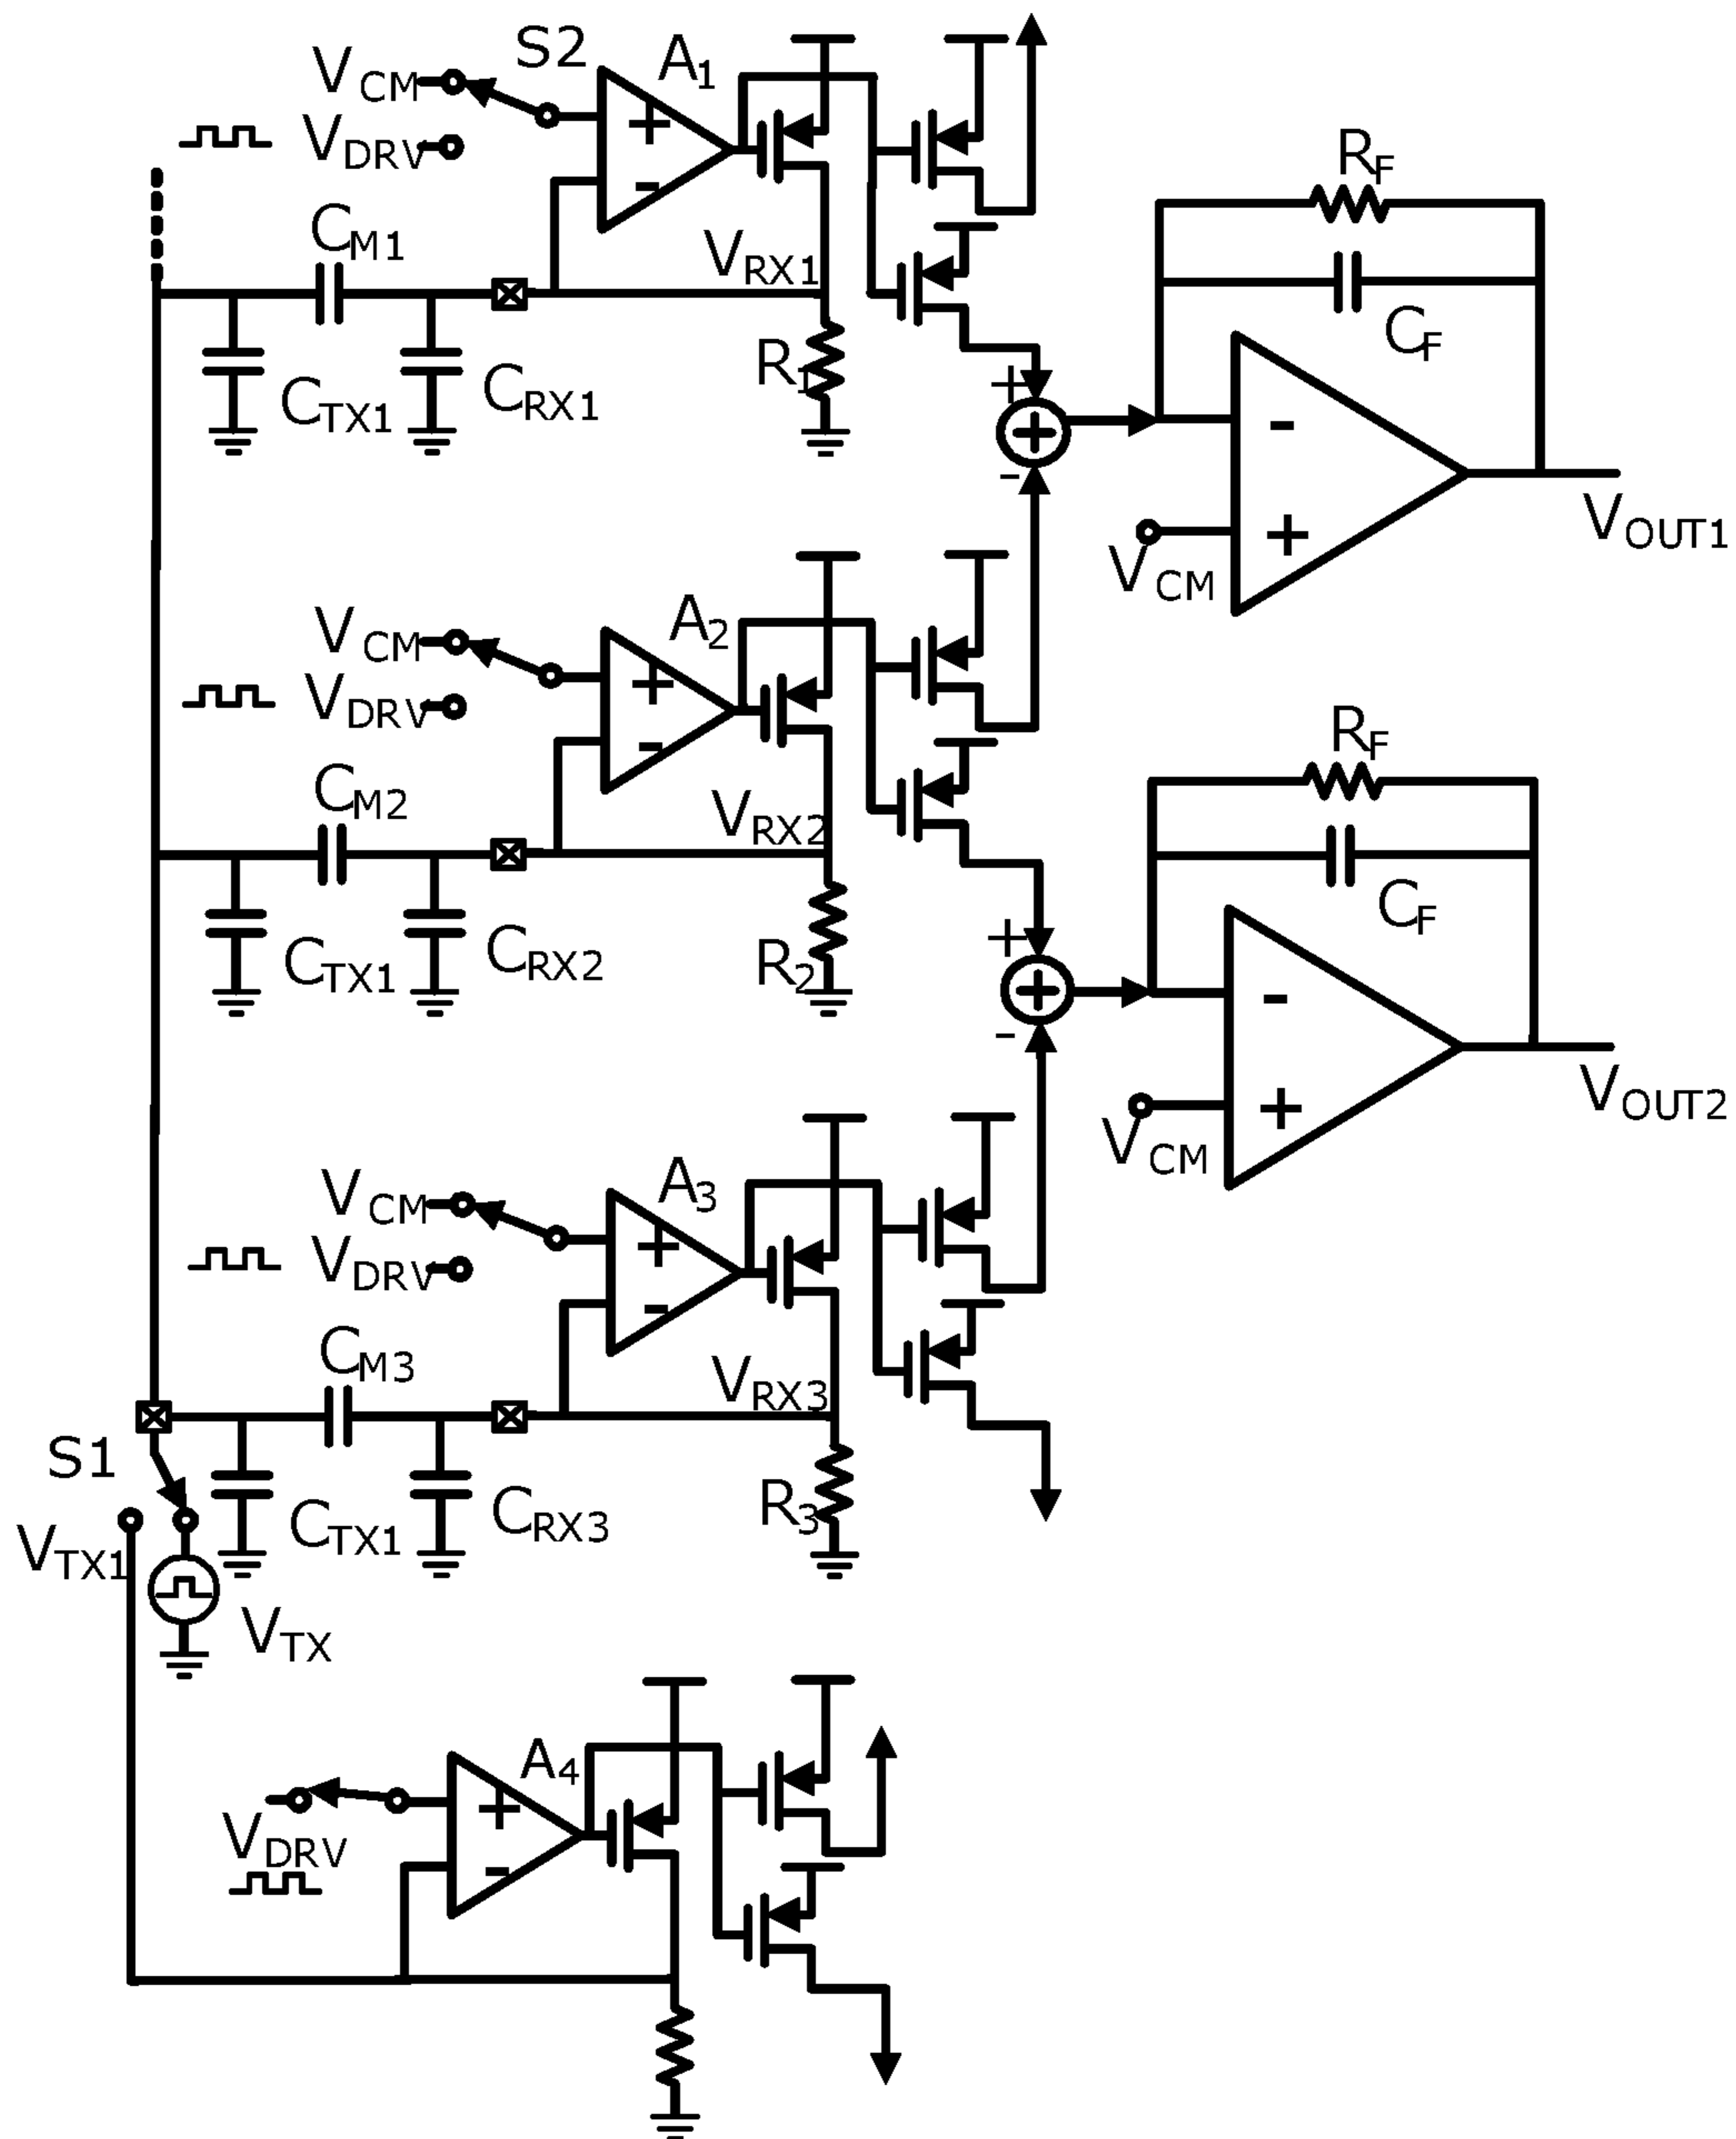 S2
A1
VCM
VDRV
RF
CM1
VRX1
CF
CTX1
CRX1
R1
+
-
+
-
+
-
VCM
VOUT1
A2
VCM
VDRV
RF
CM2
VRX2
CF
CTX1
CRX2
R2
+
-
+
-
+
-
VCM
VOUT2
A3
VCM
VDRV
+
-
CM3
VRX3
S1
CTX1
CRX3
R3
VTX1
VTX
A4
+
-
VDRV